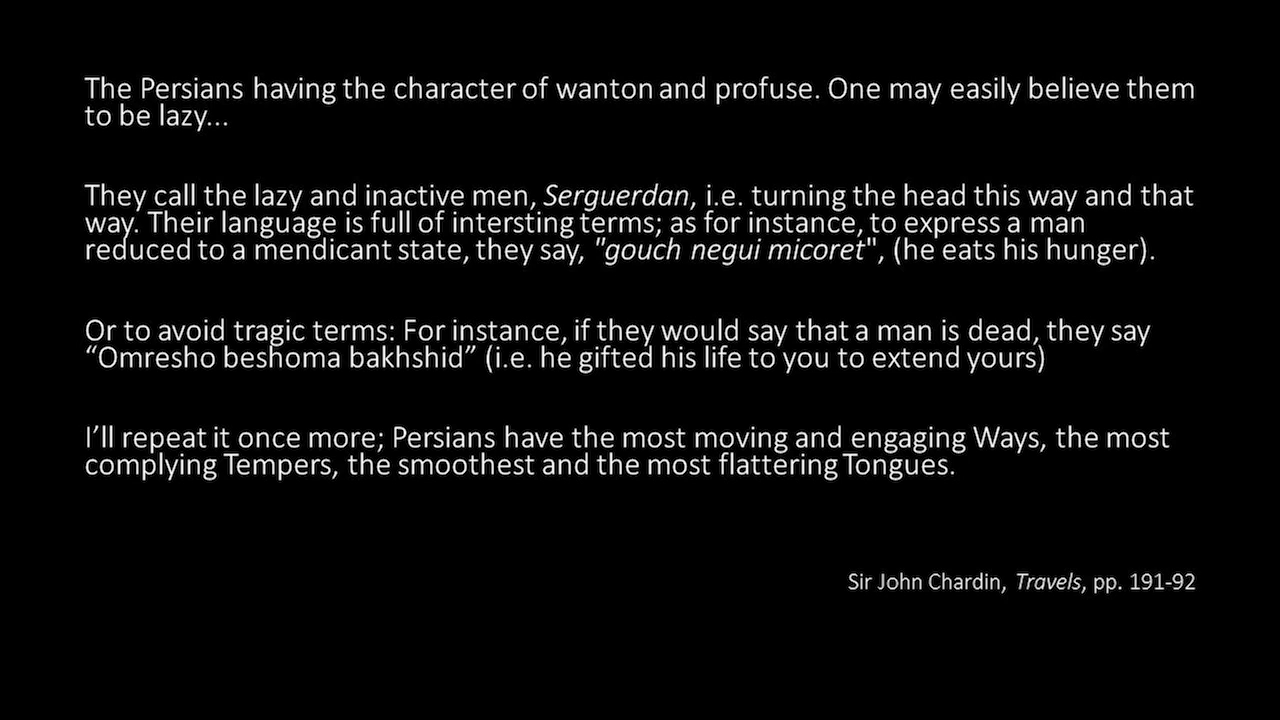 The Persians having the character of wanton and profuse. One may easily believe them
to be lazy...
They call the lazy and inactive men, Serguerdan, i.e. turning the head this way and that
way. Their language is full of intersting terms; as for instance, to express a man
reduced to a mendicant state, they say, "gouch negui micoret", (he eats his hunger).
Or to avoid tragic terms: For instance, if they would say that a man is dead, they say
“Omresho beshoma bakhshid” (i.e. he gifted his life to you to extend yours)
I’ll repeat it once more; Persians have the most moving and engaging Ways, the most
complying Tempers, the smoothest and the most flattering Tongues.
Sir John Chardin, Travels, pp. 191-92